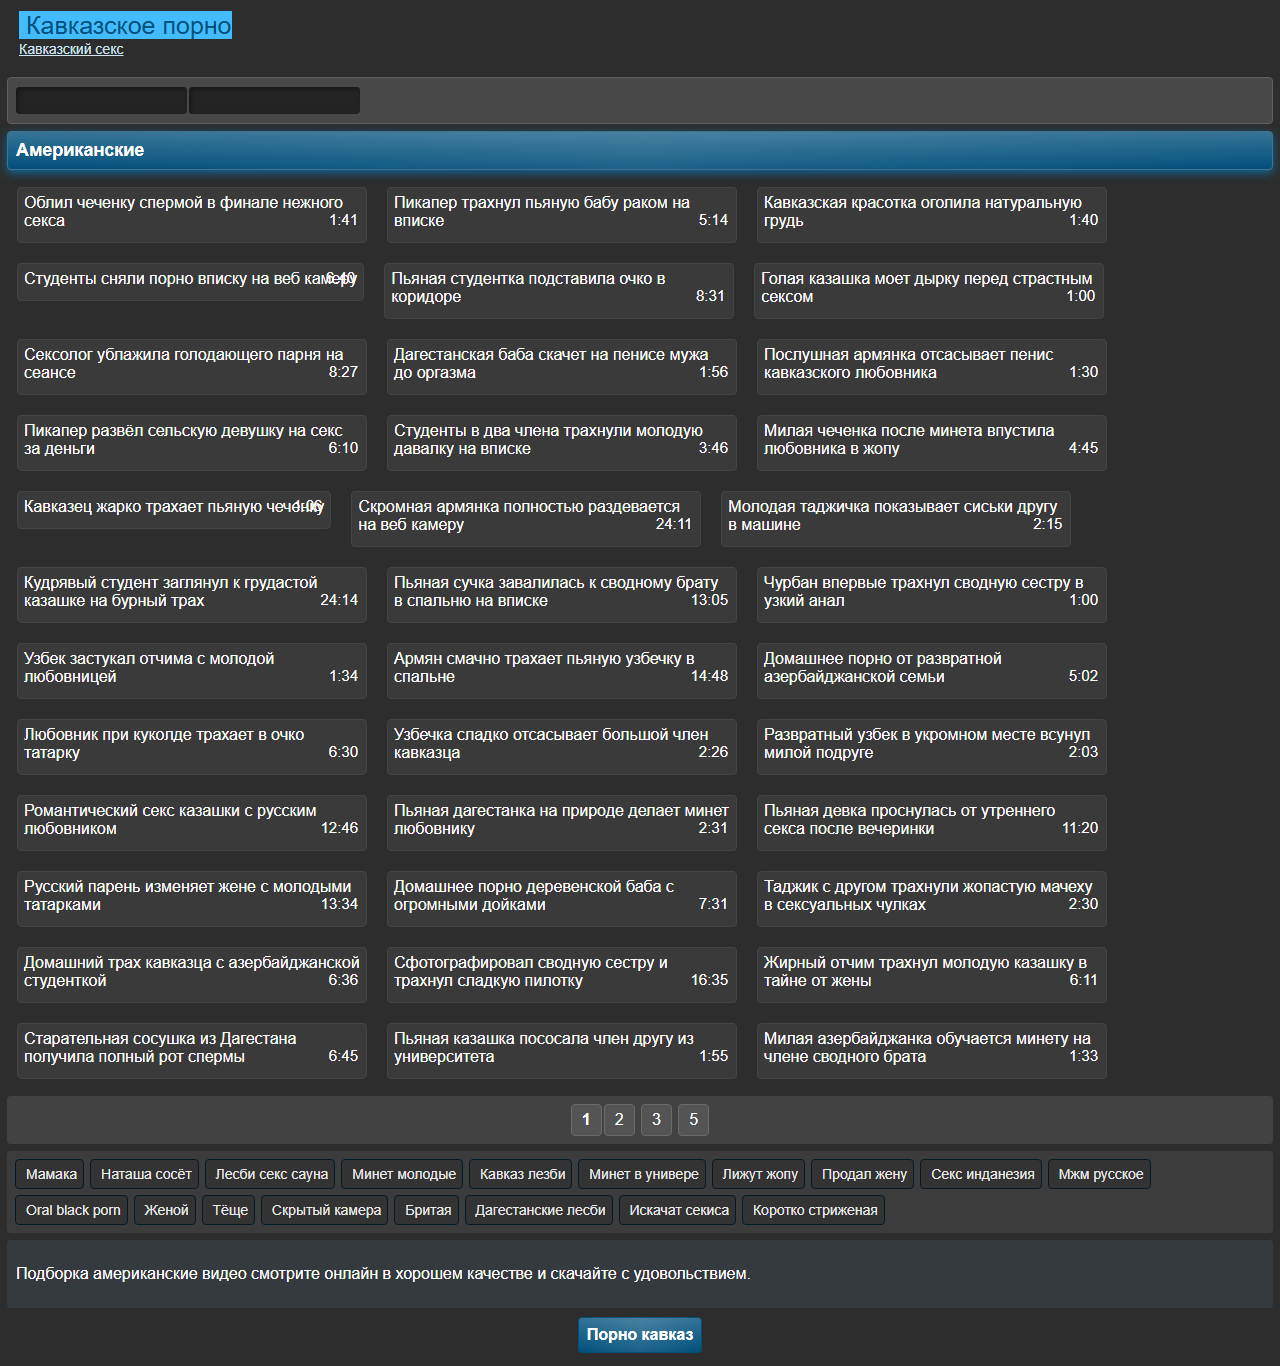 Кавказское порно
Кавказский секс
Американские
Облил чеченку спермой в финале нежного секса 1:41
Пикапер трахнул пьяную бабу раком на вписке 5:14
Кавказская красотка оголила натуральную грудь 1:40
Студенты сняли порно вписку на веб камеру 6:40
Пьяная студентка подставила очко в коридоре 8:31
Голая казашка моет дырку перед страстным сексом 1:00
Сексолог ублажила голодающего парня на сеансе 8:27
Дагестанская баба скачет на пенисе мужа до оргазма 1:56
Послушная армянка отсасывает пенис кавказского любовника 1:30
Пикапер развёл сельскую девушку на секс за деньги 6:10
Студенты в два члена трахнули молодую давалку на вписке 3:46
Милая чеченка после минета впустила любовника в жопу 4:45
Кавказец жарко трахает пьяную чеченку 1:06
Скромная армянка полностью раздевается на веб камеру 24:11
Молодая таджичка показывает сиськи другу в машине 2:15
Кудрявый студент заглянул к грудастой казашке на бурный трах 24:14
Пьяная сучка завалилась к сводному брату в спальню на вписке 13:05
Чурбан впервые трахнул сводную сестру в узкий анал 1:00
Узбек застукал отчима с молодой любовницей 1:34
Армян смачно трахает пьяную узбечку в спальне 14:48
Домашнее порно от развратной азербайджанской семьи 5:02
Любовник при куколде трахает в очко татарку 6:30
Узбечка сладко отсасывает большой член кавказца 2:26
Развратный узбек в укромном месте всунул милой подруге 2:03
Романтический секс казашки с русским любовником 12:46
Пьяная дагестанка на природе делает минет любовнику 2:31
Пьяная девка проснулась от утреннего секса после вечеринки 11:20
Русский парень изменяет жене с молодыми татарками 13:34
Домашнее порно деревенской баба с огромными дойками 7:31
Таджик с другом трахнули жопастую мачеху в сексуальных чулках 2:30
Домашний трах кавказца с азербайджанской студенткой 6:36
Сфотографировал сводную сестру и трахнул сладкую пилотку 16:35
Жирный отчим трахнул молодую казашку в тайне от жены 6:11
Старательная сосушка из Дагестана получила полный рот спермы 6:45
Пьяная казашка пососала член другу из университета 1:55
Милая азербайджанка обучается минету на члене сводного брата 1:33
1 2 3 5
Мамака Наташа сосёт Лесби секс сауна Минет молодые Кавказ лезби Минет в универе Лижут жопу Продал жену Секс инданезия Мжм русское
Oral black porn Женой Тёще Скрытый камера Бритая Дагестанские лесби Искачат секиса Коротко стриженая
Подборка американские видео смотрите онлайн в хорошем качестве и скачайте с удовольствием.
Порно кавказ